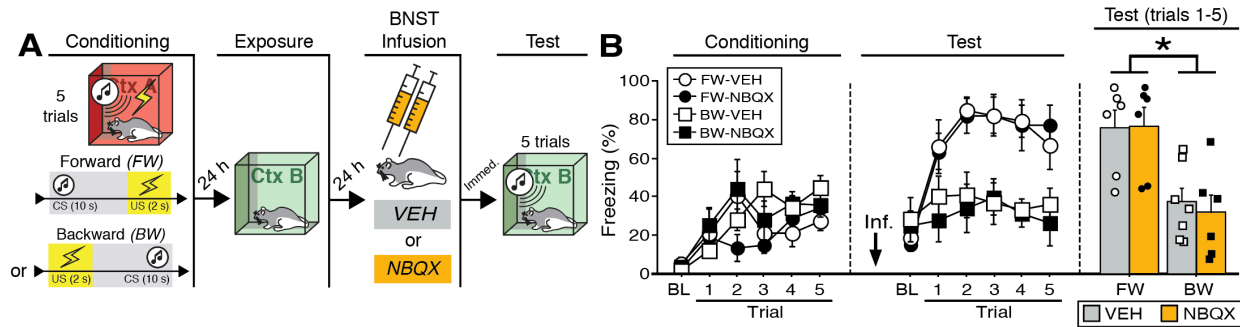 A
Conditioning
Ctx A
5
trials
Forward (FW)
CS (10 s)
US (2 s)
Backward (BW)
or
US (2 s)
CS (10 s)
24 h
Exposure
Ctx B
24 h
BNST
Infusion
VEH
or
NBQX
Immed.
Test
5 trials
Ctx B
B
Conditioning
FW-VEH
FW-NBQX
BW-VEH
BW-NBQX
Freezing (%)
100
80
60
40
20
0
BL 1 2 3 4 5
Trial
Test
Inf.
BL 1 2 3 4 5
Trial
Test (trials 1-5)
*
FW BW
VEH NBQX